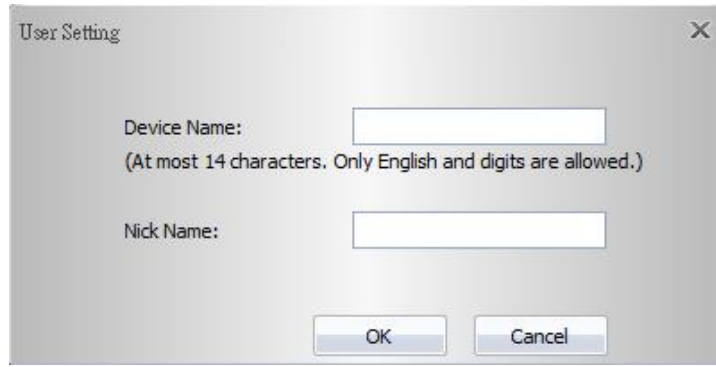 User Setting
Device Name:
(At most 14 characters. Only English and digits are allowed.)
Nick Name:
OK Cancel